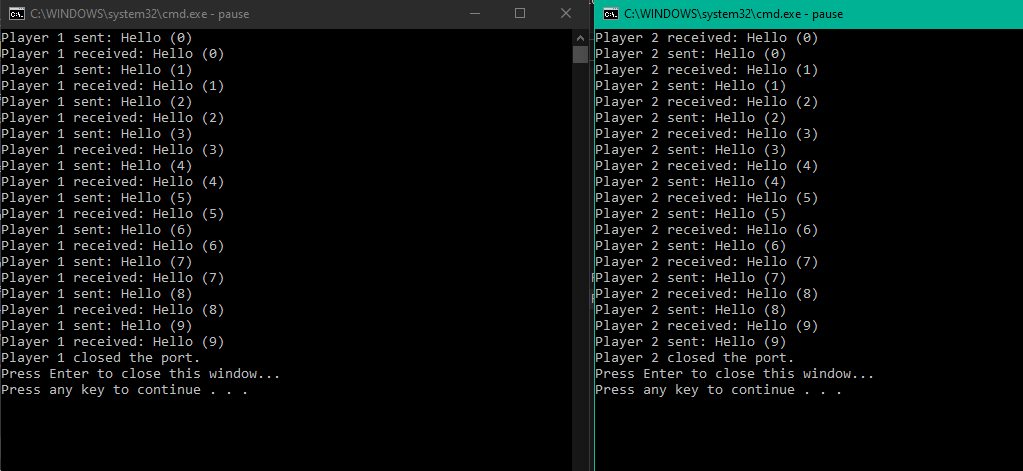 C:\WINDOWS\system32\cmd.exe - pause
Player 1 sent: Hello (0)
Player 1 received: Hello (0)
Player 1 sent: Hello (1)
Player 1 received: Hello (1)
Player 1 sent: Hello (2)
Player 1 received: Hello (2)
Player 1 sent: Hello (3)
Player 1 received: Hello (3)
Player 1 sent: Hello (4)
Player 1 received: Hello (4)
Player 1 sent: Hello (5)
Player 1 received: Hello (5)
Player 1 sent: Hello (6)
Player 1 received: Hello (6)
Player 1 sent: Hello (7)
Player 1 received: Hello (7)
Player 1 sent: Hello (8)
Player 1 received: Hello (8)
Player 1 sent: Hello (9)
Player 1 received: Hello (9)
Player 1 closed the port.
Press Enter to close this window...
Press any key to continue . . .
C:\WINDOWS\system32\cmd.exe - pause
Player 2 received: Hello (0)
Player 2 sent: Hello (0)
Player 2 received: Hello (1)
Player 2 sent: Hello (1)
Player 2 received: Hello (2)
Player 2 sent: Hello (2)
Player 2 received: Hello (3)
Player 2 sent: Hello (3)
Player 2 received: Hello (4)
Player 2 sent: Hello (4)
Player 2 received: Hello (5)
Player 2 sent: Hello (5)
Player 2 received: Hello (6)
Player 2 sent: Hello (6)
Player 2 received: Hello (7)
Player 2 sent: Hello (7)
Player 2 received: Hello (8)
Player 2 sent: Hello (8)
Player 2 received: Hello (9)
Player 2 sent: Hello (9)
Player 2 closed the port.
Press Enter to close this window...
Press any key to continue . . .